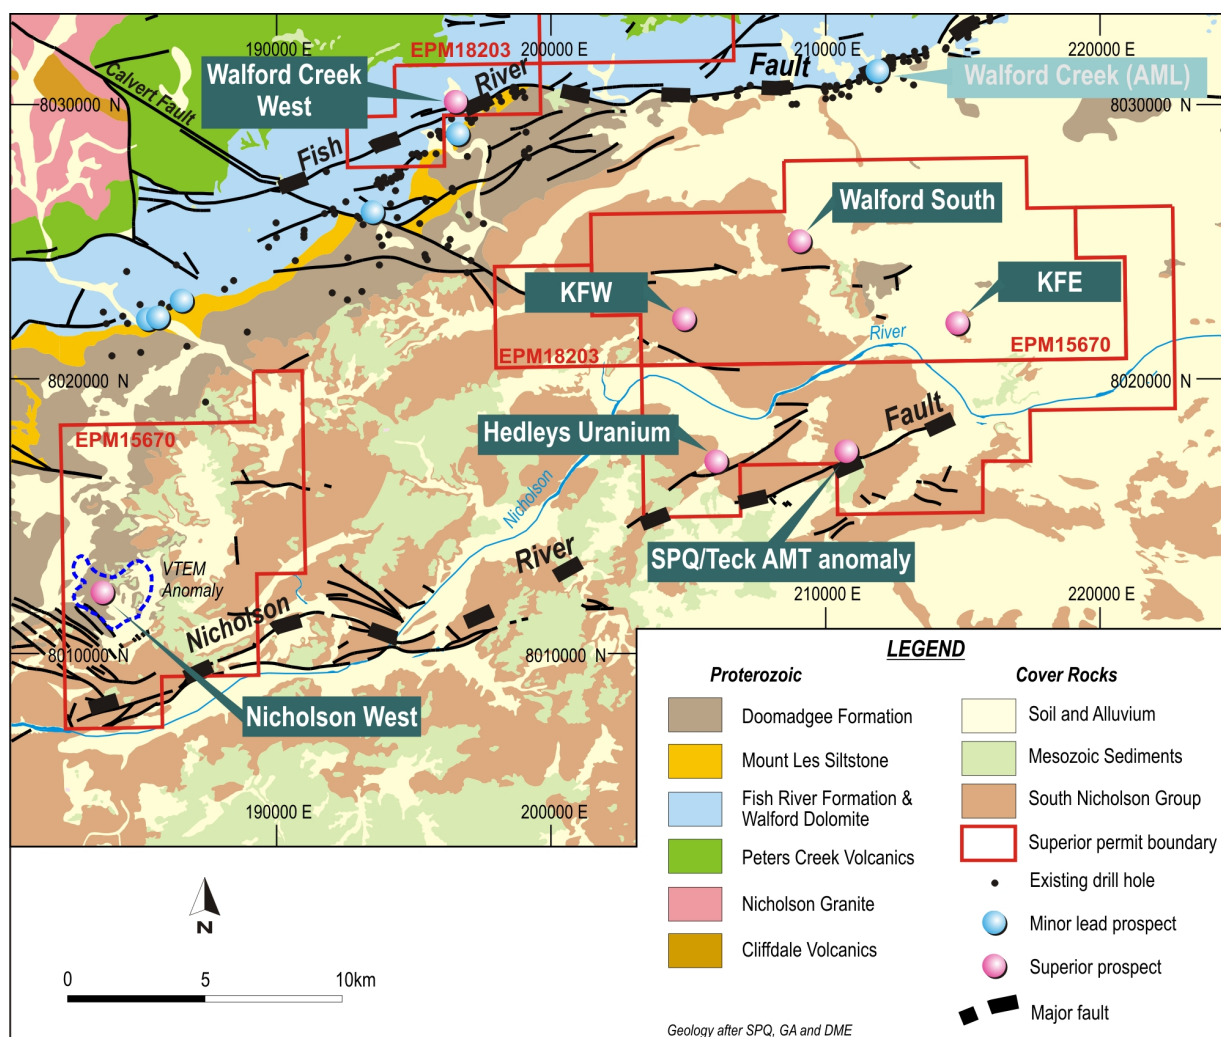 190000 E
200000 E
210000 E
220000 E
EPM18203
Walford Creek
West
River
Fault
Walford Creek (AML)
Calvert Fault
8030000 N
8030000 N
Fish
Walford South
KFW
KFE
River
EPM18203
EPM15670
8020000 N
8020000 N
EPM15670
Hedleys Uranium
Fault
Nicholson
River
SPQ/Teck AMT anomaly
VTEM
Anomaly
Nicholson
210000 E
220000 E
8010000 N
8010000 N
Nicholson West
190000 E
200000 E
LEGEND
Proterozoic
Doomadgee Formation
Mount Les Siltstone
Fish River Formation &
Walford Dolomite
Peters Creek Volcanics
Nicholson Granite
Cliffdale Volcanics
Cover Rocks
Soil and Alluvium
Mesozoic Sediments
South Nicholson Group
Superior permit boundary
Existing drill hole
Minor lead prospect
Superior prospect
Major fault
N
0 5 10km
Geology after SPQ, GA and DME